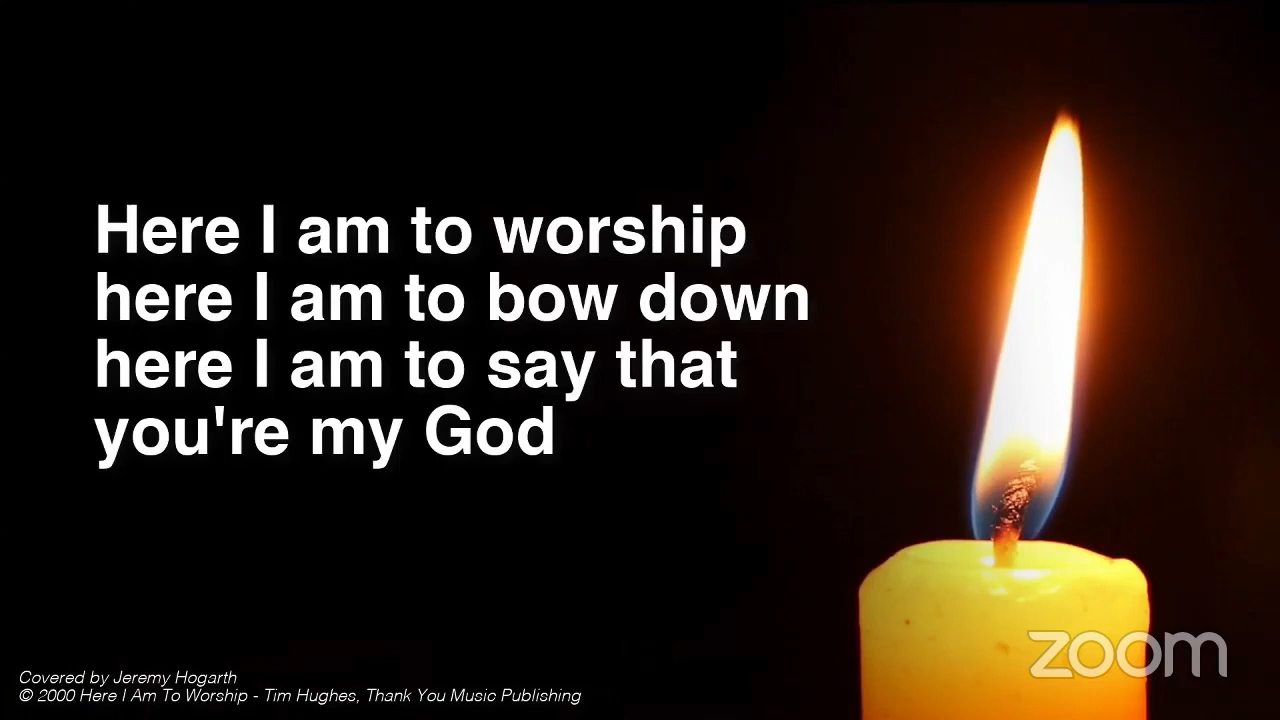 Here I am to worship
here I am to bow down
here I am to say that
you're my God
zoom
Covered by Jeremy Hogarth
© 2000 Here I Am To Worship - Tim Hughes, Thank You Music Publishing